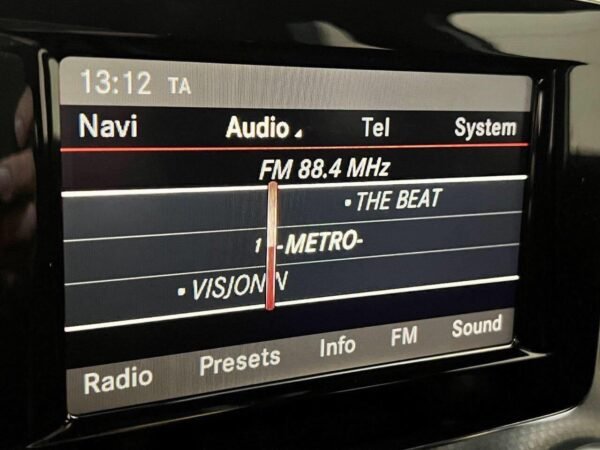 13:12 TA
Navi Audio Tel System
FM 88.4 MHz
• THE BEAT
1 -METRO-
• VISJON N
Radio Presets Info FM Sound